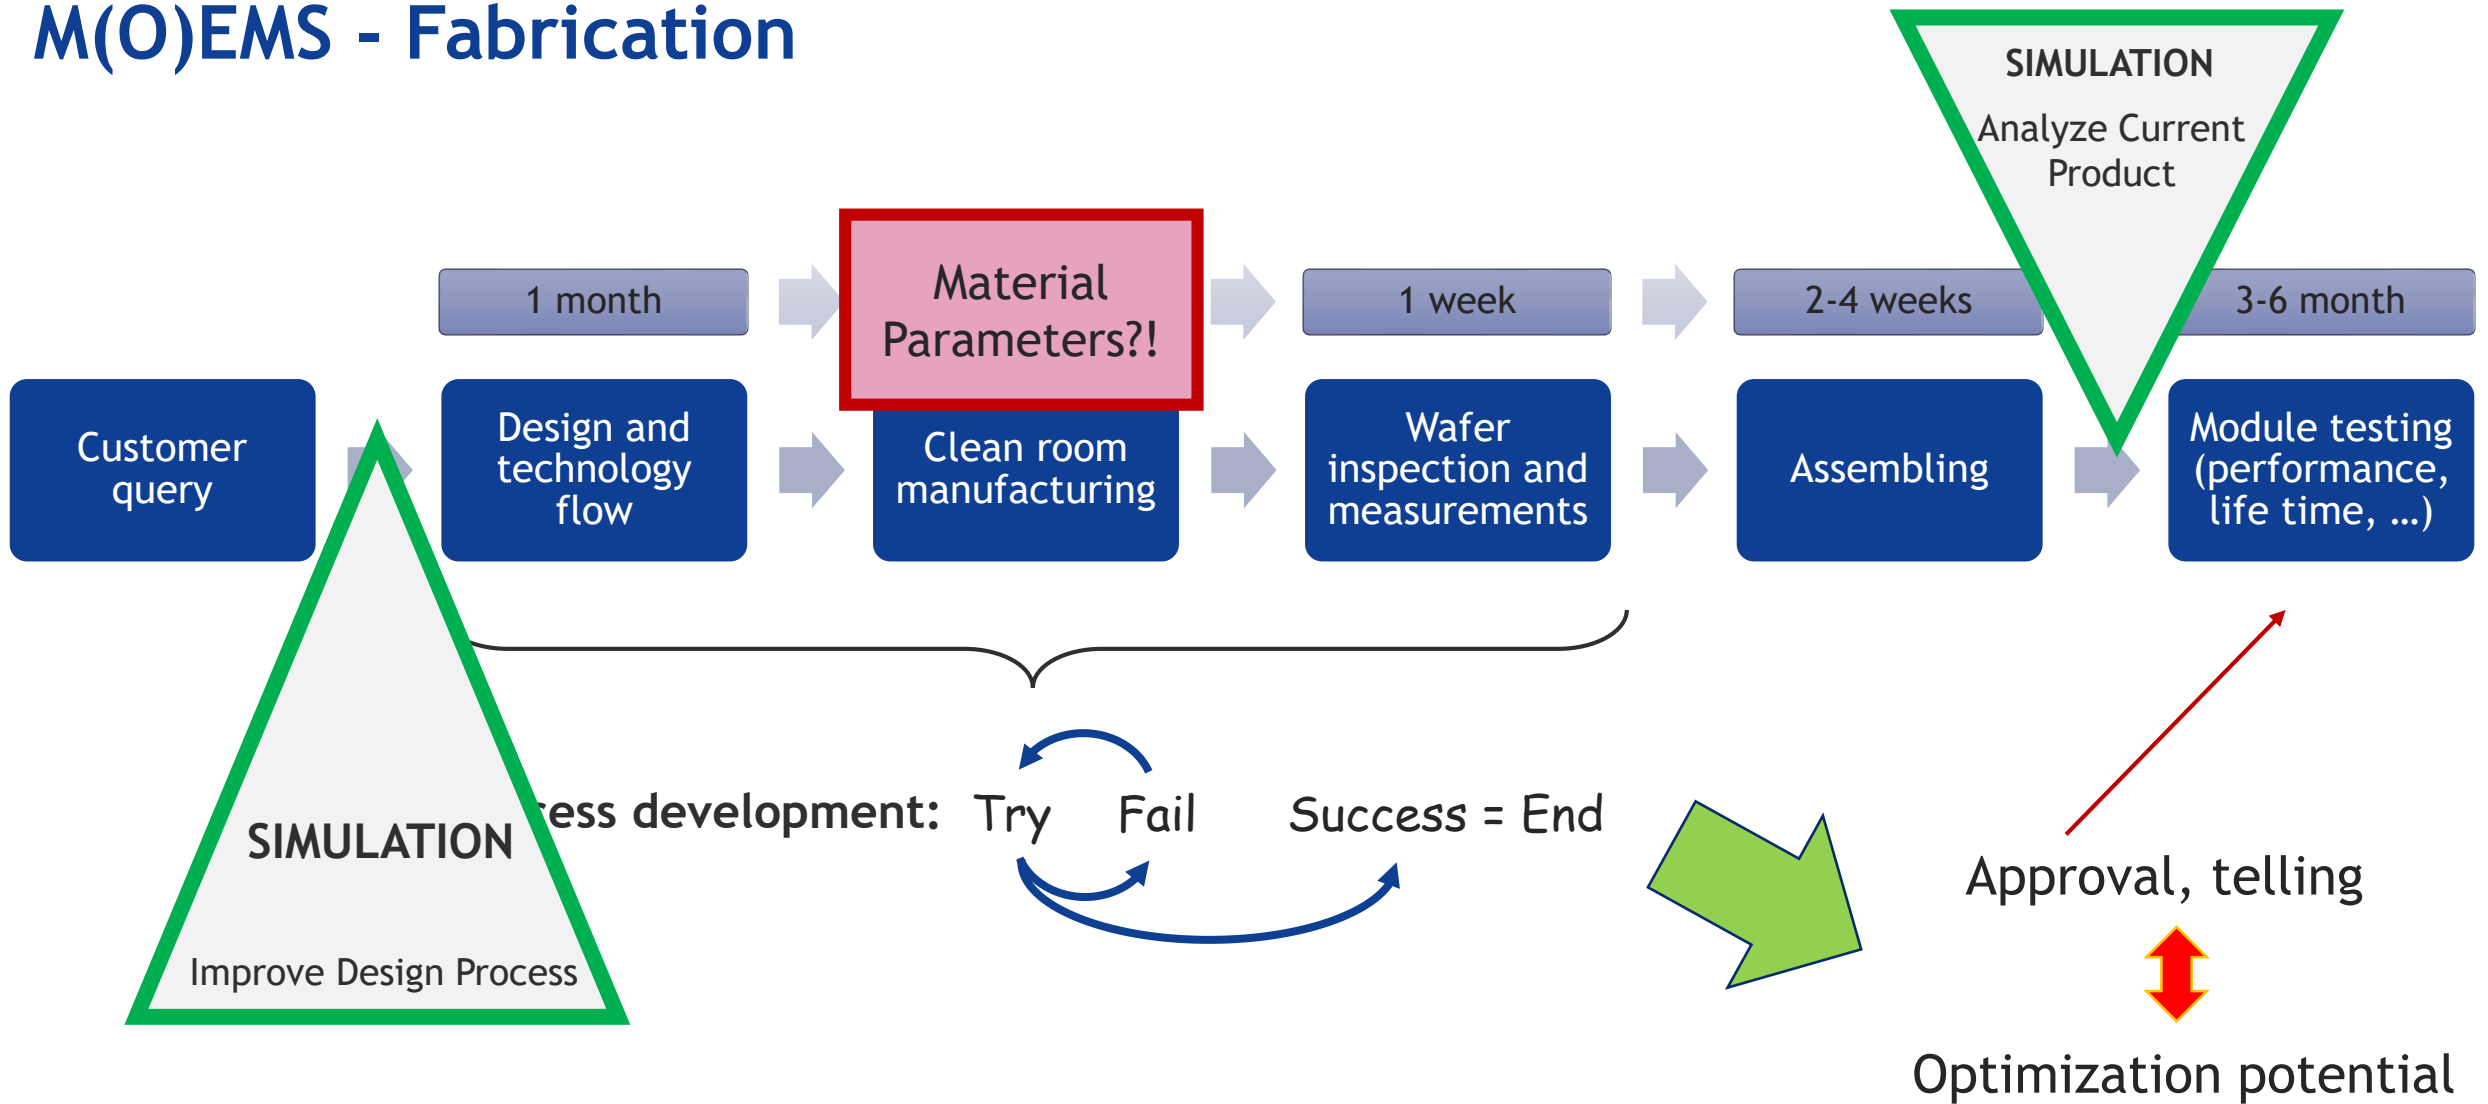 M(O)EMS - Fabrication
SIMULATION
Analyze Current
Product
Material
Parameters?!
1 month
1 week
2-4 weeks
3-6 month
Customer
query
Design and
technology
flow
Clean room
manufacturing
Wafer
inspection and
measurements
Assembling
Module testing
(performance,
life time, …)
cess development: Try Fail Success = End
SIMULATION
Improve Design Process
Approval, telling
Optimization potential